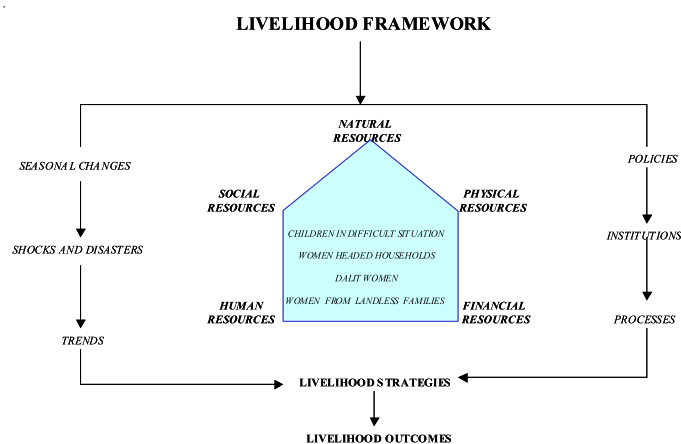 LIVELIHOOD FRAMEWORK
NATURAL
RESOURCES
SEASONAL CHANGES
POLICIES
SOCIAL
RESOURCES
PHYSICAL
RESOURCES
CHILDREN IN DIFFICULT SITUATION
SHOCKS AND DISASTERS
INSTITUTIONS
WOMEN HEADED HOUSEHOLDS
DALIT WOMEN
WOMEN FROM LANDLESS FAMILIES
HUMAN
RESOURCES
FINANCIAL
RESOURCES
TRENDS
PROCESSES
LIVELIHOOD STRATEGIES
LIVELIHOOD OUTCOMES